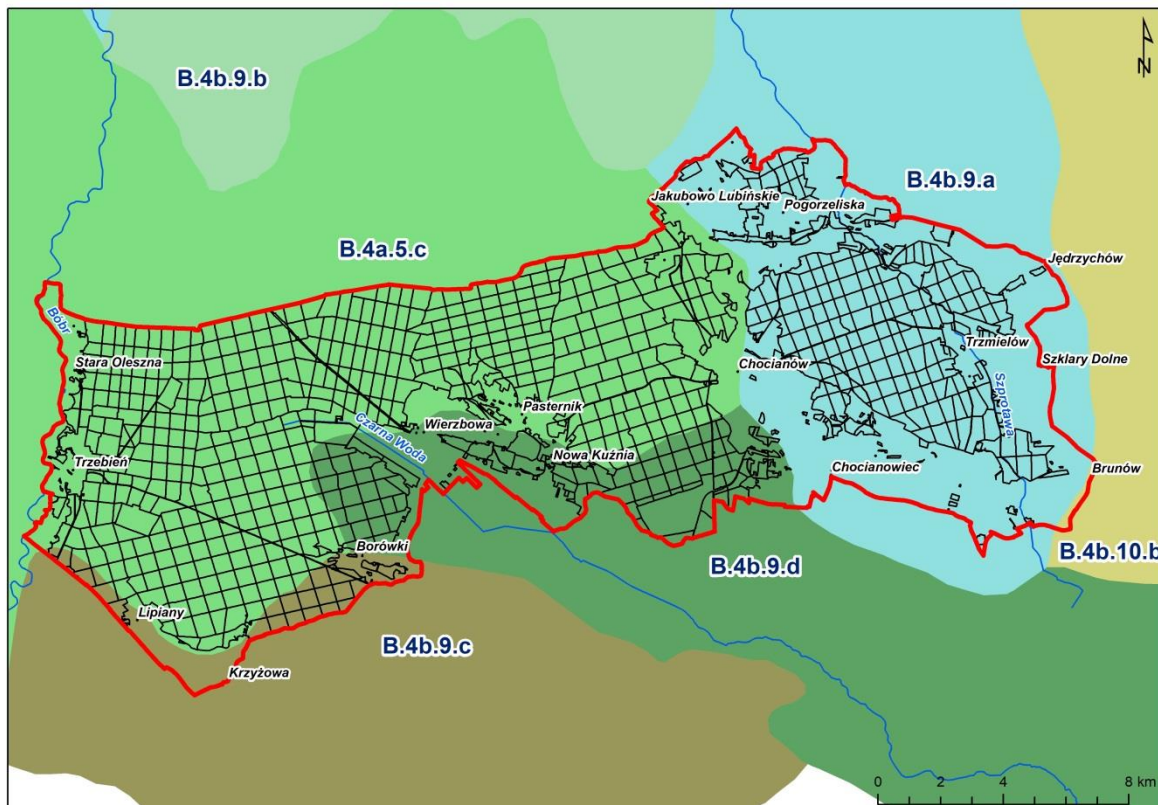 N
B.4b.9.b
B.4b.9.a
Jakubowo Lubińskie
Pogorzeliska
B.4a.5.c
Jędrzychów
Bóbr
Stara Oleszna
Trzmielów
Szklary Dolne
Chocianów
Szprotawa
Pasternik
Wierzbowa
Czarna Woda
Nowa Kuźnia
Trzebień
Chocianowiec
Brunów
Borówki
B.4b.10.b
B.4b.9.d
Lipiany
B.4b.9.c
Krzyżowa
0 2 4 8 km